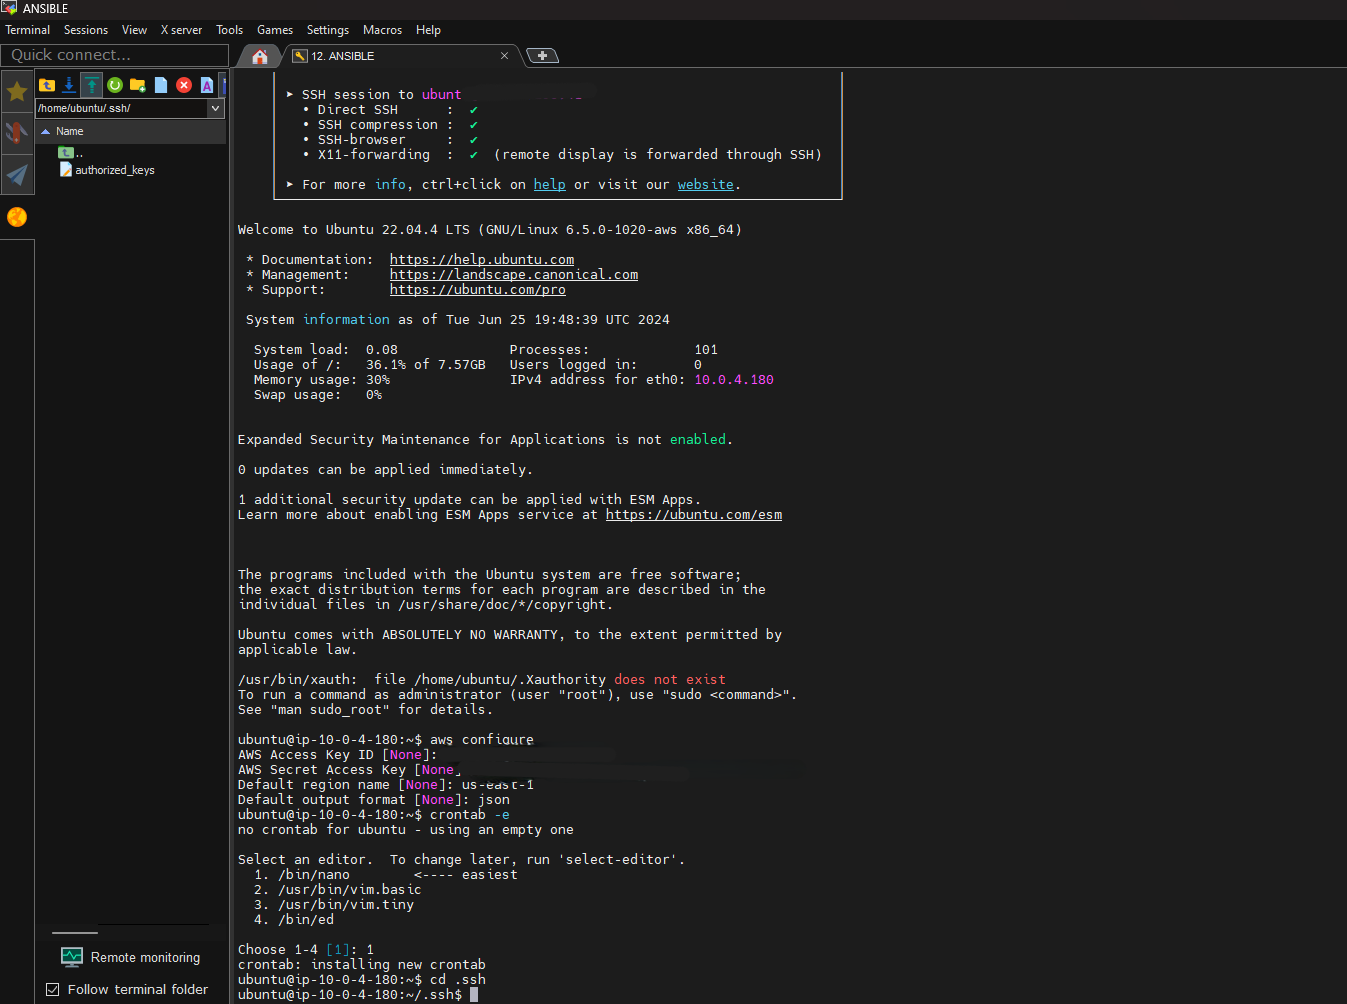 ANSIBLE
Terminal Sessions View X server Tools Games Settings Macros Help
Quick connect...
12. ANSIBLE
/home/ubuntu/.ssh/
Name
..
authorized_keys
➤ SSH session to ubunt
• Direct SSH : ✔
• SSH compression : ✔
• SSH-browser : ✔
• X11-forwarding : ✔ (remote display is forwarded through SSH)
➤ For more info, ctrl+click on help or visit our website.
Welcome to Ubuntu 22.04.4 LTS (GNU/Linux 6.5.0-1020-aws x86_64)
* Documentation: https://help.ubuntu.com
* Management: https://landscape.canonical.com
* Support: https://ubuntu.com/pro
System information as of Tue Jun 25 19:48:39 UTC 2024
System load: 0.08 Processes: 101
Usage of /: 36.1% of 7.57GB Users logged in: 0
Memory usage: 30% IPv4 address for eth0: 10.0.4.180
Swap usage: 0%
Expanded Security Maintenance for Applications is not enabled.
0 updates can be applied immediately.
1 additional security update can be applied with ESM Apps.
Learn more about enabling ESM Apps service at https://ubuntu.com/esm
The programs included with the Ubuntu system are free software;
the exact distribution terms for each program are described in the
individual files in /usr/share/doc/*/copyright.
Ubuntu comes with ABSOLUTELY NO WARRANTY, to the extent permitted by
applicable law.
/usr/bin/xauth: file /home/ubuntu/.Xauthority does not exist
To run a command as administrator (user "root"), use "sudo <command>".
See "man sudo_root" for details.
ubuntu@ip-10-0-4-180:~$ aws configure
AWS Access Key ID [None]:
AWS Secret Access Key [None]
Default region name [None]: us-east-1
Default output format [None]: json
ubuntu@ip-10-0-4-180:~$ crontab -e
no crontab for ubuntu - using an empty one
Select an editor. To change later, run 'select-editor'.
1. /bin/nano <---- easiest
2. /usr/bin/vim.basic
3. /usr/bin/vim.tiny
4. /bin/ed
Choose 1-4 [1]: 1
crontab: installing new crontab
ubuntu@ip-10-0-4-180:~$ cd .ssh
ubuntu@ip-10-0-4-180:~/.ssh$
Remote monitoring
Follow terminal folder